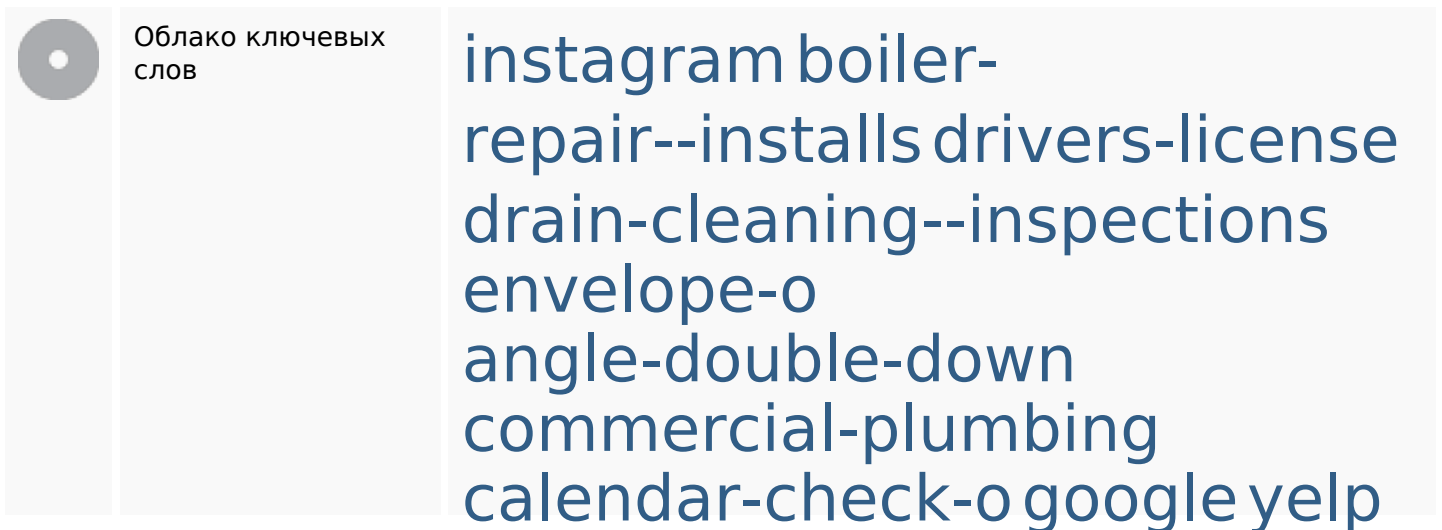 Облако ключевых
слов
instagram boiler-
repair--installs drivers-license
drain-cleaning--inspections
envelope-o
angle-double-down
commercial-plumbing
calendar-check-o google yelp